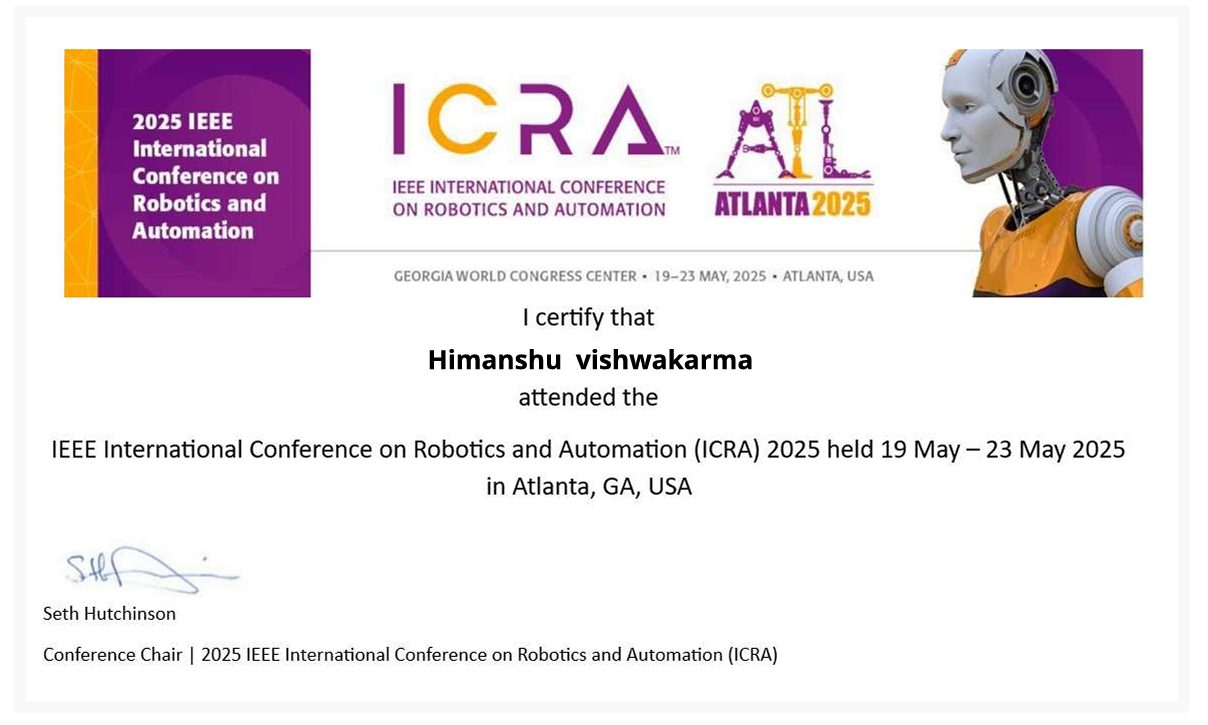 2025 IEEE
International
Conference on
Robotics and
Automation
ICRA™
IEEE INTERNATIONAL CONFERENCE
ON ROBOTICS AND AUTOMATION
ATL
ATLANTA 2025
GEORGIA WORLD CONGRESS CENTER • 19–23 MAY, 2025 • ATLANTA, USA
I certify that
Himanshu vishwakarma
attended the
IEEE International Conference on Robotics and Automation (ICRA) 2025 held 19 May – 23 May 2025
in Atlanta, GA, USA
Seth Hutchinson
Conference Chair | 2025 IEEE International Conference on Robotics and Automation (ICRA)